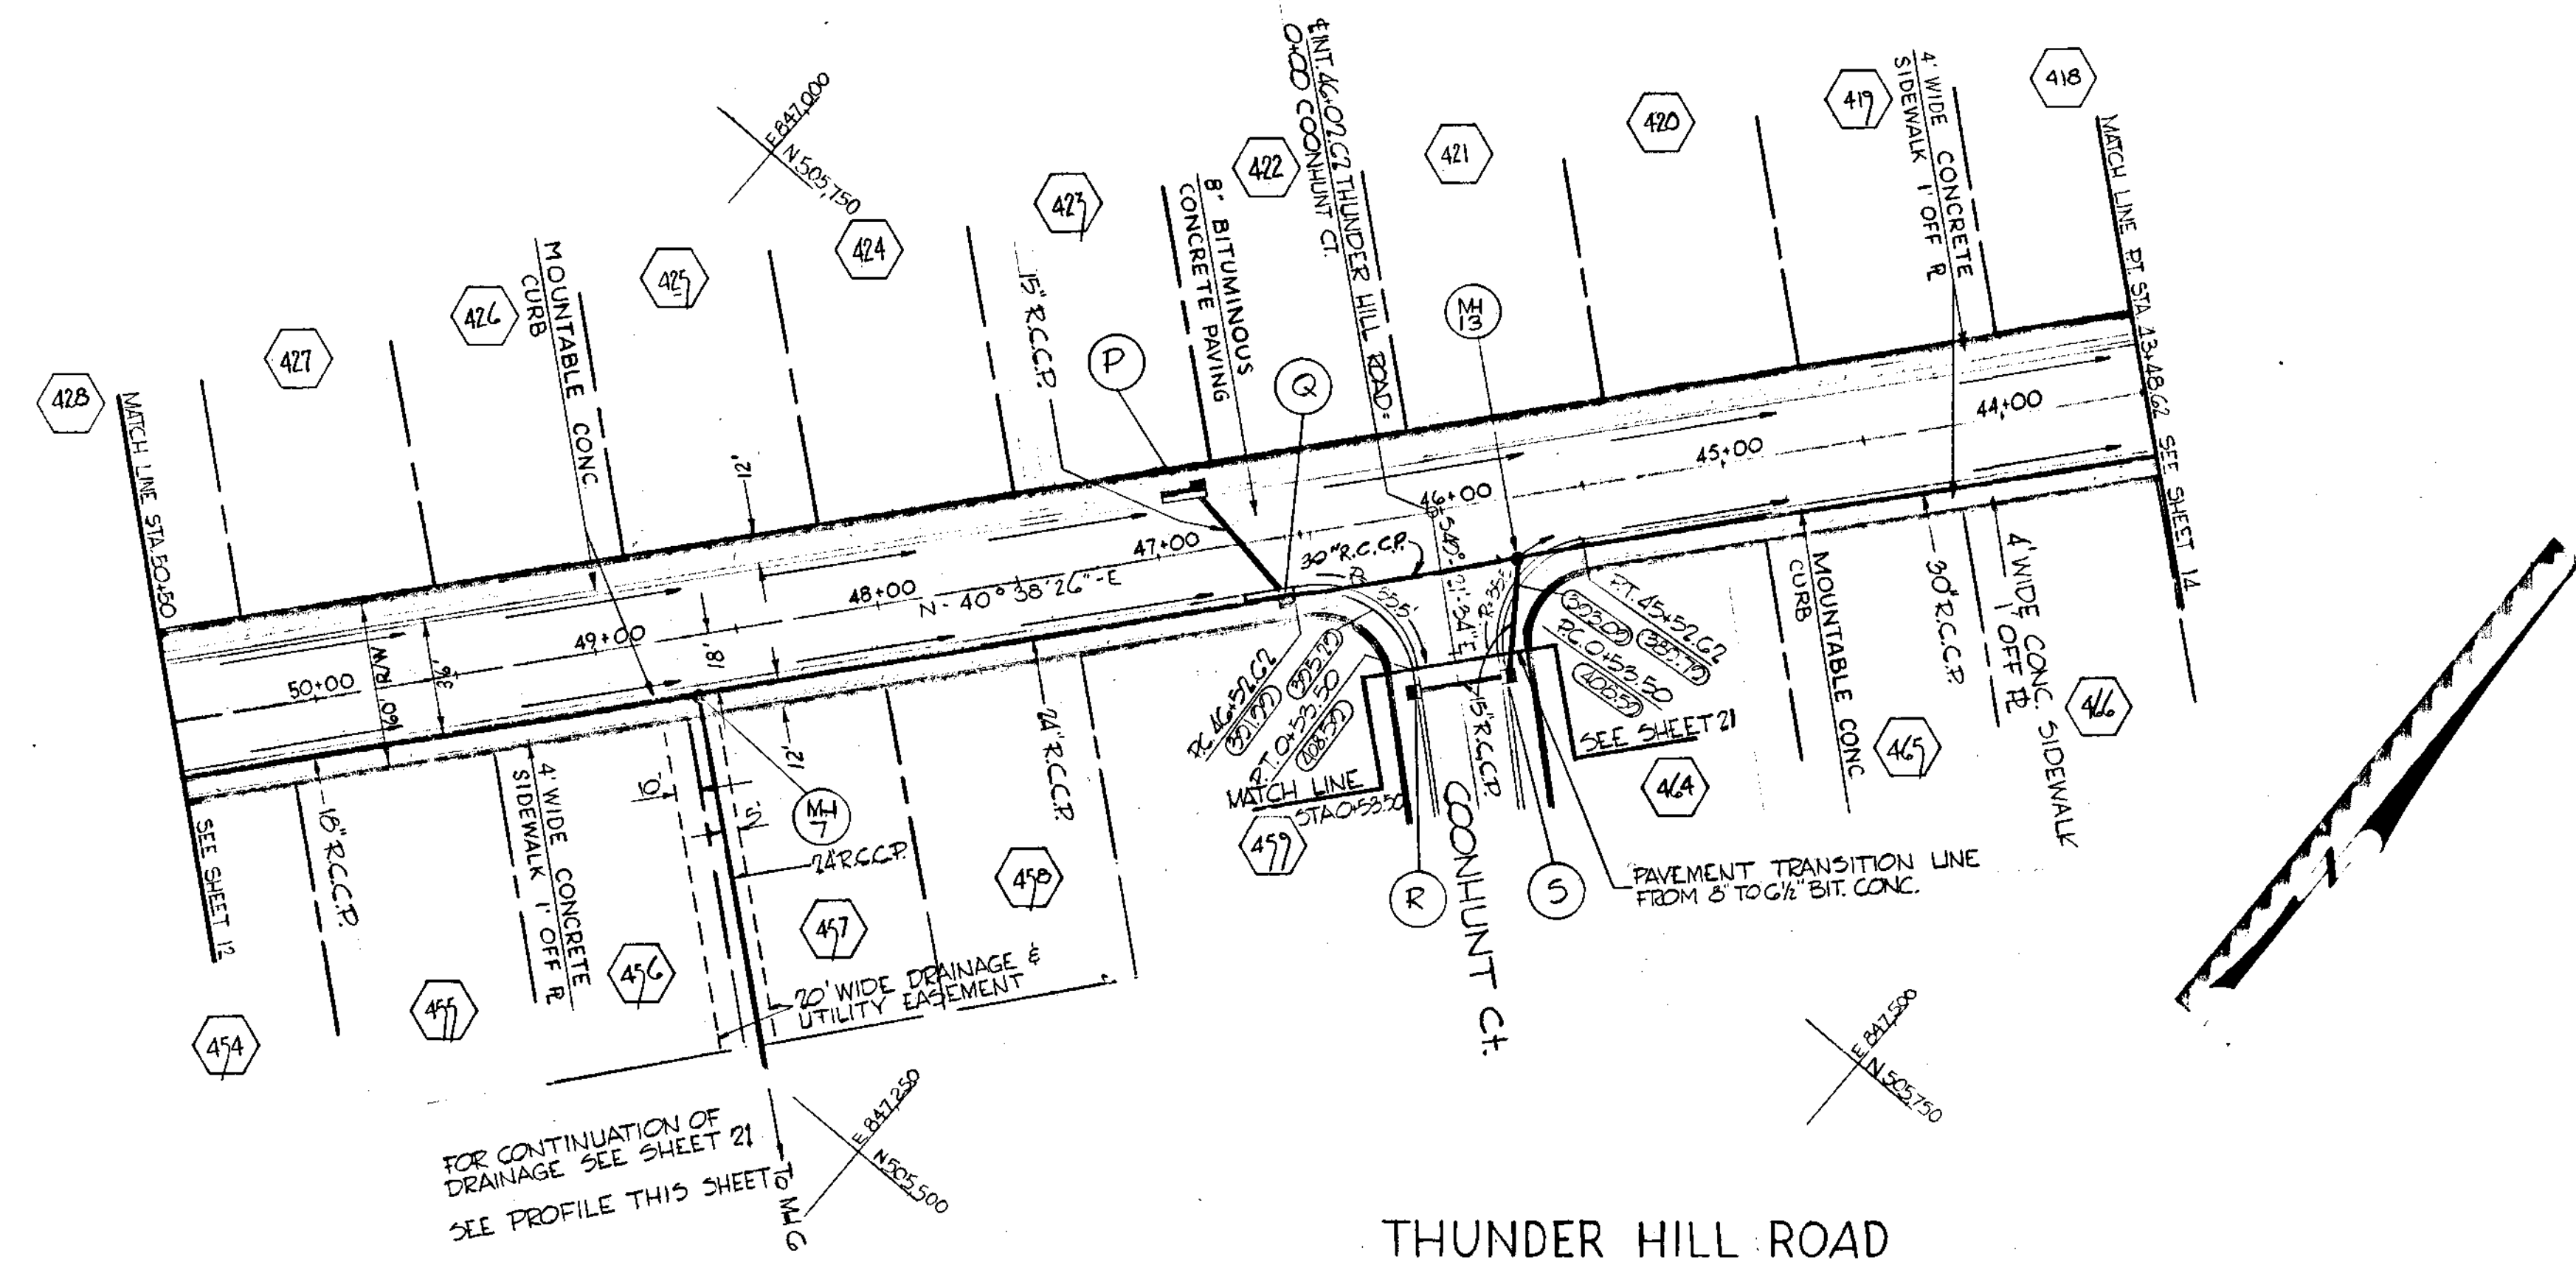 428
MATCH LINE STA. 50+50
SEE SHEET 12
427
426
MOUNTABLE CONC
CURB
425
424
423
15" R.C.C.P.
E 847,000
N 505,750
P
8" BITUMINOUS
CONCRETE PAVING
422
Q
℄ INT. 46+02.62 THUNDER HILL ROAD=
0+00 COONHUNT CT.
421
MH
13
420
419
4' WIDE CONCRETE
SIDEWALK 1' OFF ℄
418
MATCH LINE P.T. STA. 43+48.62 SEE SHEET 14
50+00
49+00
48+00
47+00
46+00
45+00
44+00
60' R/W
36'
18'
12'
12'
N-40°38'26"-E
30" R.C.C.P.
S 40°-21'-34" E
R=35'
P.C. 46+52.62
P.T. 0+53.50
MATCH LINE
STA 0+53.50
P.T. 45+52.62
P.C. 0+53.50
SEE SHEET 21
15" R.C.C.P.
MOUNTABLE CONC
CURB
30" R.C.C.P.
4' WIDE CONC. SIDEWALK
1' OFF ℄
466
465
464
459
R
S
COONHUNT Ct.
PAVEMENT TRANSITION LINE
FROM 8" TO 6½" BIT. CONC.
18" R.C.C.P.
4' WIDE CONCRETE
SIDEWALK 1' OFF ℄
10'
5'
MH
7
24" R.C.C.P.
24" R.C.C.P.
454
455
456
457
458
20' WIDE DRAINAGE &
UTILITY EASEMENT
FOR CONTINUATION OF
DRAINAGE SEE SHEET 21
SEE PROFILE THIS SHEET
TO MH 6
E 847,250
N 505,500
E 847,500
N 505,750
THUNDER HILL ROAD